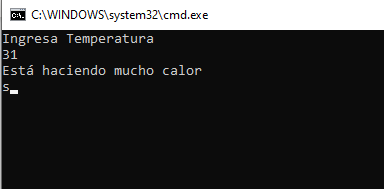 C:\WINDOWS\system32\cmd.exe
Ingresa Temperatura
31
Está haciendo mucho calor
s